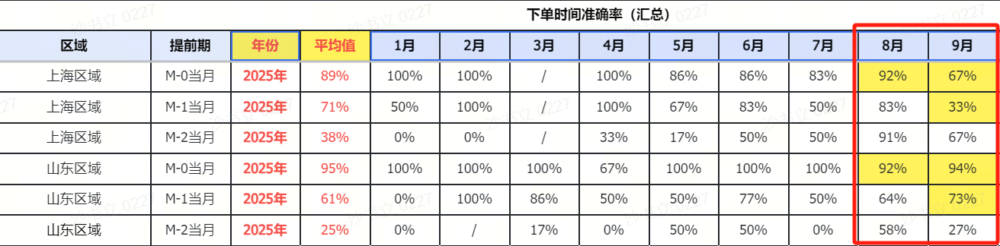 下单时间准确率（汇总）
区域 提前期 年份 平均值 1月 2月 3月 4月 5月 6月 7月 8月 9月
上海区域 M-0当月 2025年 89% 100% 100% / 100% 86% 86% 83% 92% 67%
上海区域 M-1当月 2025年 71% 50% 100% / 100% 67% 83% 50% 83% 33%
上海区域 M-2当月 2025年 38% 0% 0% / 33% 17% 50% 50% 91% 67%
山东区域 M-0当月 2025年 95% 100% 100% 100% 67% 100% 100% 100% 92% 94%
山东区域 M-1当月 2025年 61% 0% 100% 86% 50% 50% 77% 50% 64% 73%
山东区域 M-2当月 2025年 25% 0% / 17% 0% 50% 50% 0% 58% 27%
沙书立 0227